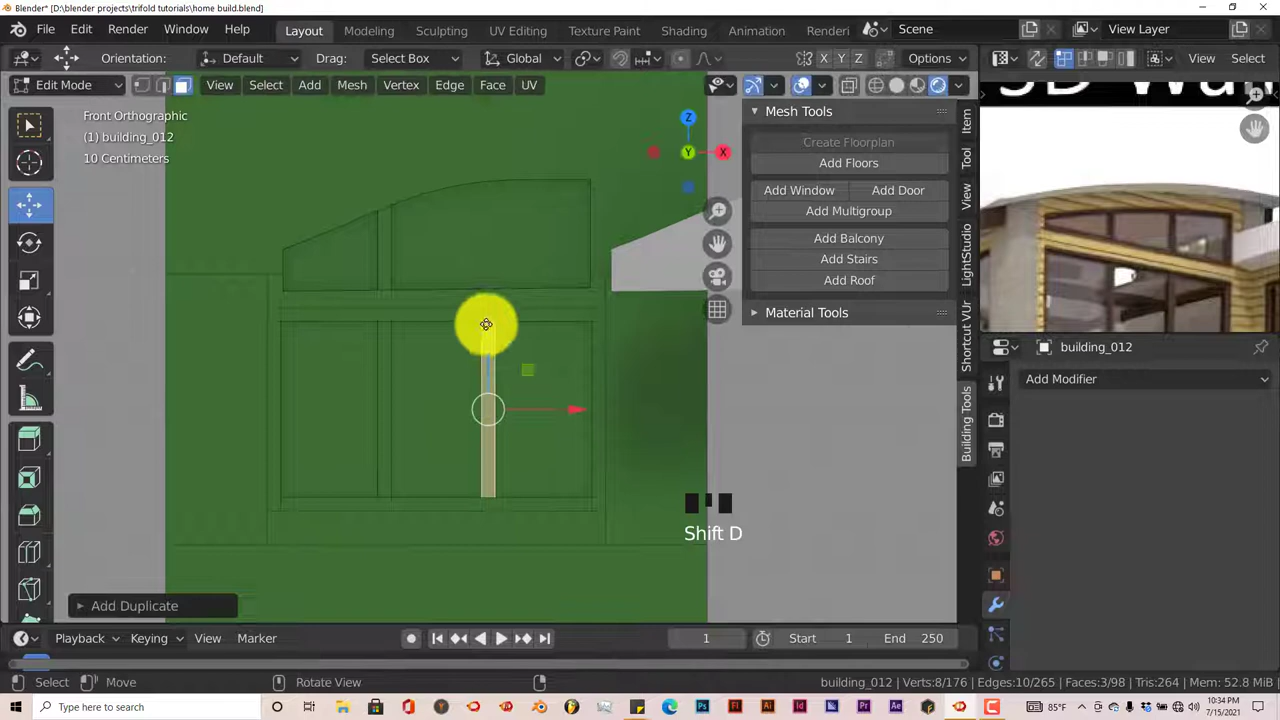 Blender* [D:\blender projects\trifold tutorials\home build.blend]
File Edit Render Window Help Layout Modeling Sculpting UV Editing Texture Paint Shading Animation Renderi Scene View Layer
Orientation: Default Drag: Select Box Global X Y Z Options View Select
Edit Mode View Select Add Mesh Vertex Edge Face UV
Front Orthographic
(1) building_012
10 Centimeters
Z
X
Y
Mesh Tools
Create Floorplan
Add Floors
Add Window Add Door
Add Multigroup
Add Balcony
Add Stairs
Add Roof
Material Tools
Item
Tool
View
LightStudio
Shortcut VUr
Building Tools
building_012
Add Modifier
Shift D
Add Duplicate
Playback Keying View Marker 1 Start 1 End 250
Select Move Rotate View building_012 | Verts:8/176 | Edges:10/265 | Faces:3/98 | Tris:264 | Mem: 52.8 MiB
Type here to search 85°F 10:34 PM
7/15/2021